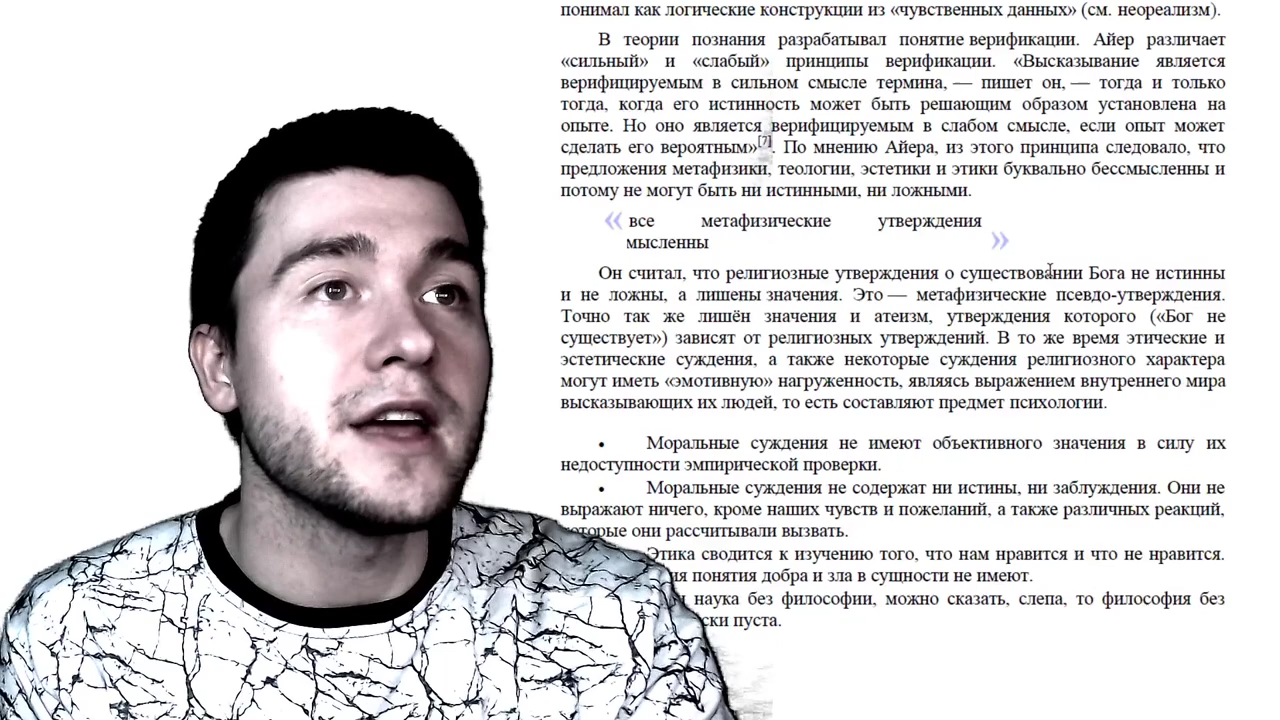 понимал как логические конструкции из «чувственных данных» (см. неореализм).
В теории познания разрабатывал понятие верификации. Айер различает
«сильный» и «слабый» принципы верификации. «Высказывание является
верифицируемым в сильном смысле термина, — пишет он, — тогда и только
тогда, когда его истинность может быть решающим образом установлена на
опыте. Но оно является верифицируемым в слабом смысле, если опыт может
сделать его вероятным»[7]. По мнению Айера, из этого принципа следовало, что
предложения метафизики, теологии, эстетики и этики буквально бессмысленны и
потому не могут быть ни истинными, ни ложными.
« все метафизические утверждения
мысленны »
Он считал, что религиозные утверждения о существовании Бога не истинны
и не ложны, а лишены значения. Это — метафизические псевдо-утверждения.
Точно так же лишён значения и атеизм, утверждения которого («Бог не
существует») зависят от религиозных утверждений. В то же время этические и
эстетические суждения, а также некоторые суждения религиозного характера
могут иметь «эмотивную» нагруженность, являясь выражением внутреннего мира
высказывающих их людей, то есть составляют предмет психологии.
• Моральные суждения не имеют объективного значения в силу их
недоступности эмпирической проверки.
• Моральные суждения не содержат ни истины, ни заблуждения. Они не
выражают ничего, кроме наших чувств и пожеланий, а также различных реакций,
которые они рассчитывали вызвать.
Этика сводится к изучению того, что нам нравится и что не нравится.
понятия добра и зла в сущности не имеют.
наука без философии, можно сказать, слепа, то философия без
ски пуста.